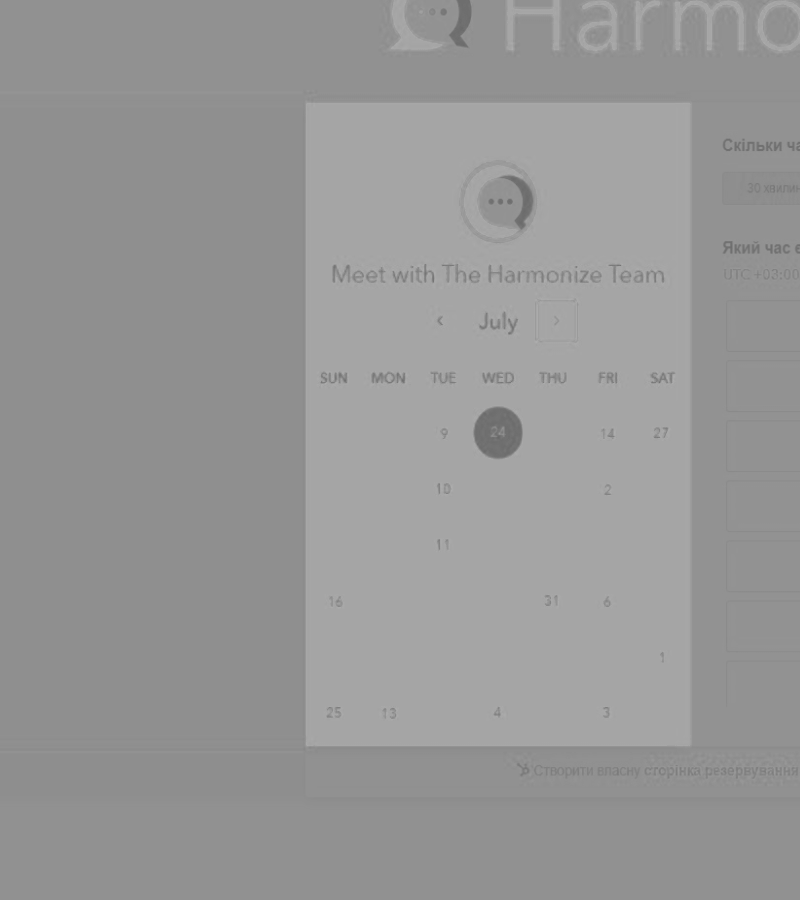 Harmo
Скільки ча
30 хвилин
Який час є
UTC +03:00
Meet with The Harmonize Team
‹ July ›
SUN MON TUE WED THU FRI SAT
9 24 14 27
10 2
11
16 31 6
1
25 13 4 3
Створити власну сторінка резервування